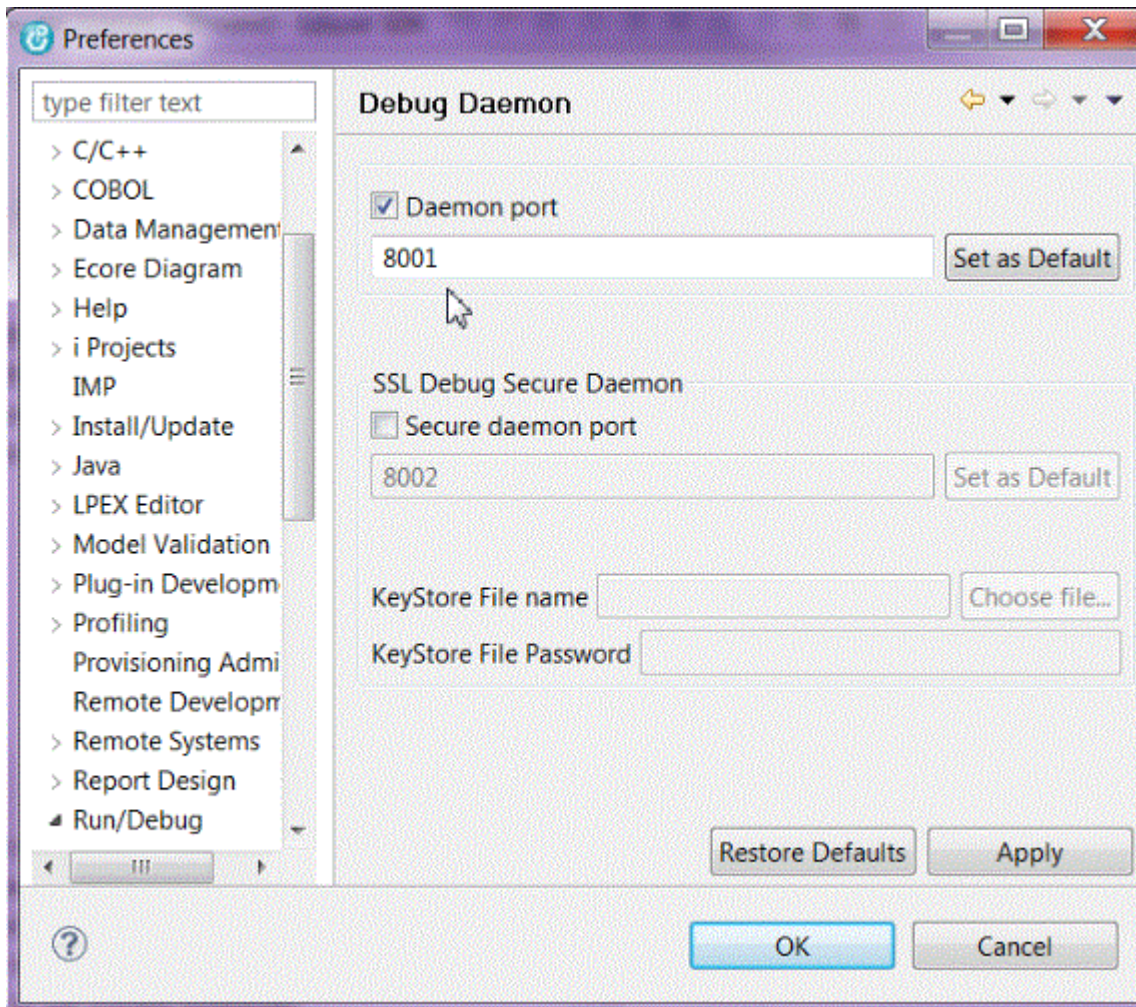 Preferences
type filter text
C/C++
COBOL
Data Management
Ecore Diagram
Help
i Projects
IMP
Install/Update
Java
LPEX Editor
Model Validation
Plug-in Developm
Profiling
Provisioning Admi
Remote Developm
Remote Systems
Report Design
Run/Debug
Debug Daemon
Daemon port
8001 Set as Default
SSL Debug Secure Daemon
Secure daemon port
8002 Set as Default
KeyStore File name Choose file...
KeyStore File Password
Restore Defaults Apply
OK Cancel